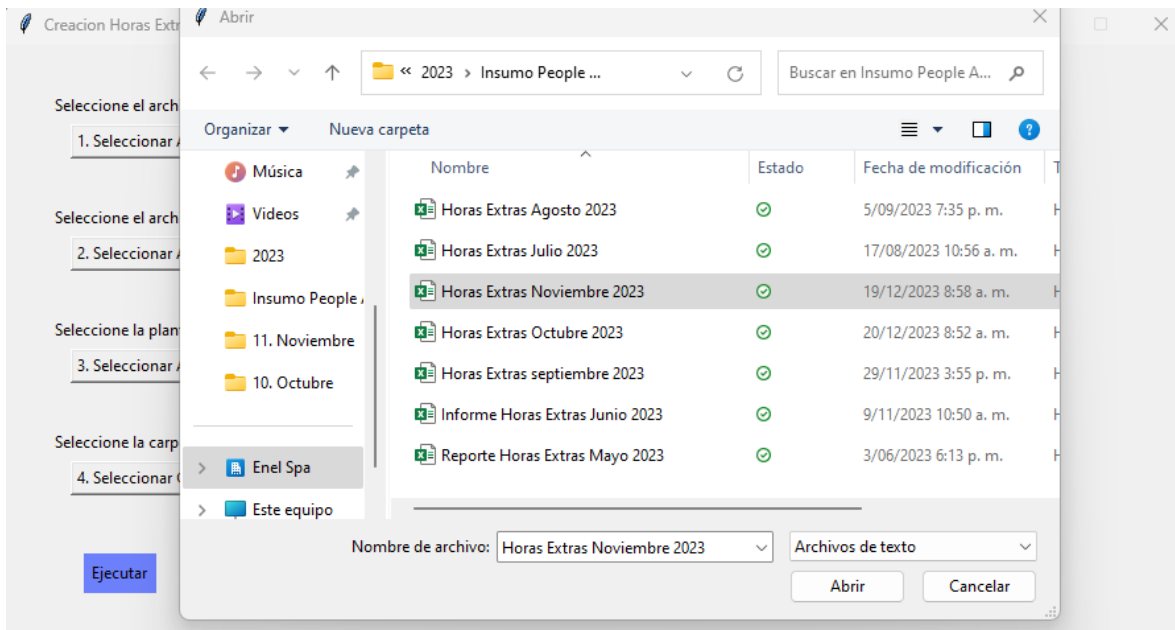 Creacion Horas Extr
Abrir
« 2023 > Insumo People ...
Buscar en Insumo People A...
Seleccione el arch
1. Seleccionar A
Organizar
Nueva carpeta
Música
Videos
2023
Insumo People A
11. Noviembre
10. Octubre
Enel Spa
Este equipo
Nombre Estado Fecha de modificación T
Horas Extras Agosto 2023 5/09/2023 7:35 p. m. H
Horas Extras Julio 2023 17/08/2023 10:56 a. m. H
Horas Extras Noviembre 2023 19/12/2023 8:58 a. m. H
Horas Extras Octubre 2023 20/12/2023 8:52 a. m. H
Horas Extras septiembre 2023 29/11/2023 3:55 p. m. H
Informe Horas Extras Junio 2023 9/11/2023 10:50 a. m. H
Reporte Horas Extras Mayo 2023 3/06/2023 6:13 p. m. H
Seleccione el arch
2. Seleccionar A
Seleccione la plan
3. Seleccionar A
Seleccione la carp
4. Seleccionar C
Nombre de archivo: Horas Extras Noviembre 2023 Archivos de texto
Ejecutar
Abrir Cancelar